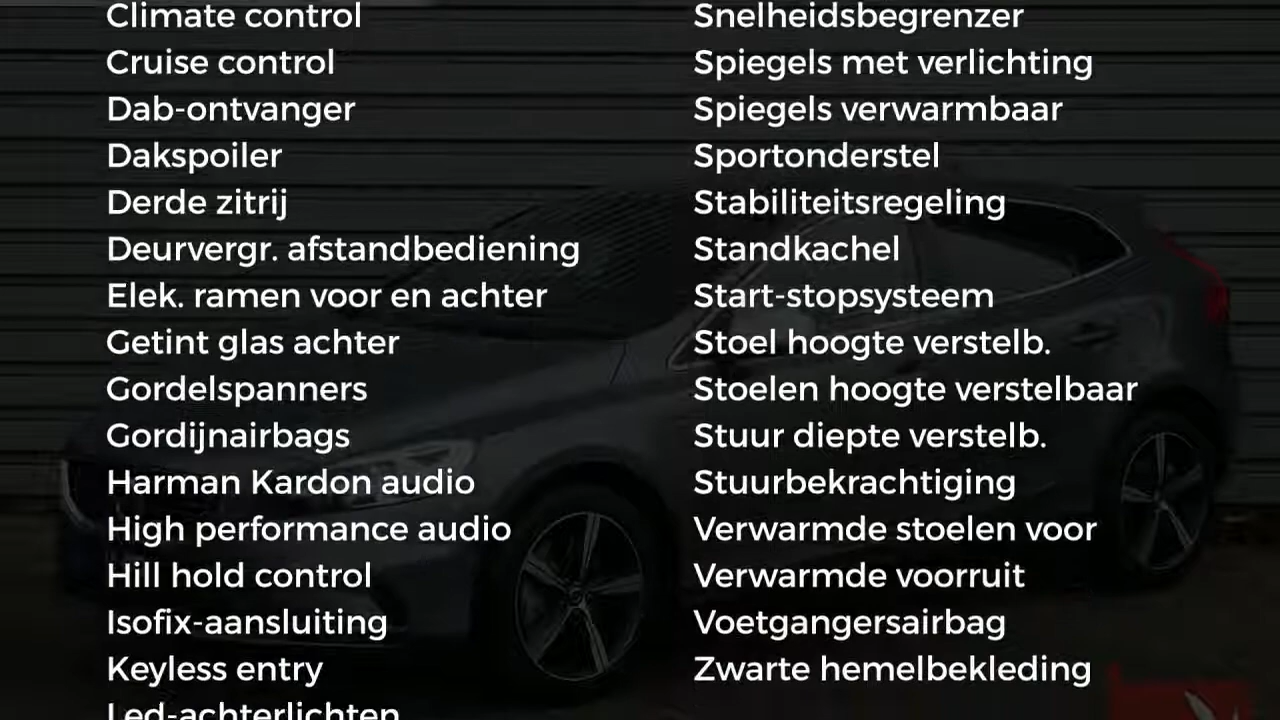 Climate control
Cruise control
Dab-ontvanger
Dakspoiler
Derde zitrij
Deurvergr. afstandbediening
Elek. ramen voor en achter
Getint glas achter
Gordelspanners
Gordijnairbags
Harman Kardon audio
High performance audio
Hill hold control
Isofix-aansluiting
Keyless entry
Led-achterlichten
Snelheidsbegrenzer
Spiegels met verlichting
Spiegels verwarmbaar
Sportonderstel
Stabiliteitsregeling
Standkachel
Start-stopsysteem
Stoel hoogte verstelb.
Stoelen hoogte verstelbaar
Stuur diepte verstelb.
Stuurbekrachtiging
Verwarmde stoelen voor
Verwarmde voorruit
Voetgangersairbag
Zwarte hemelbekleding